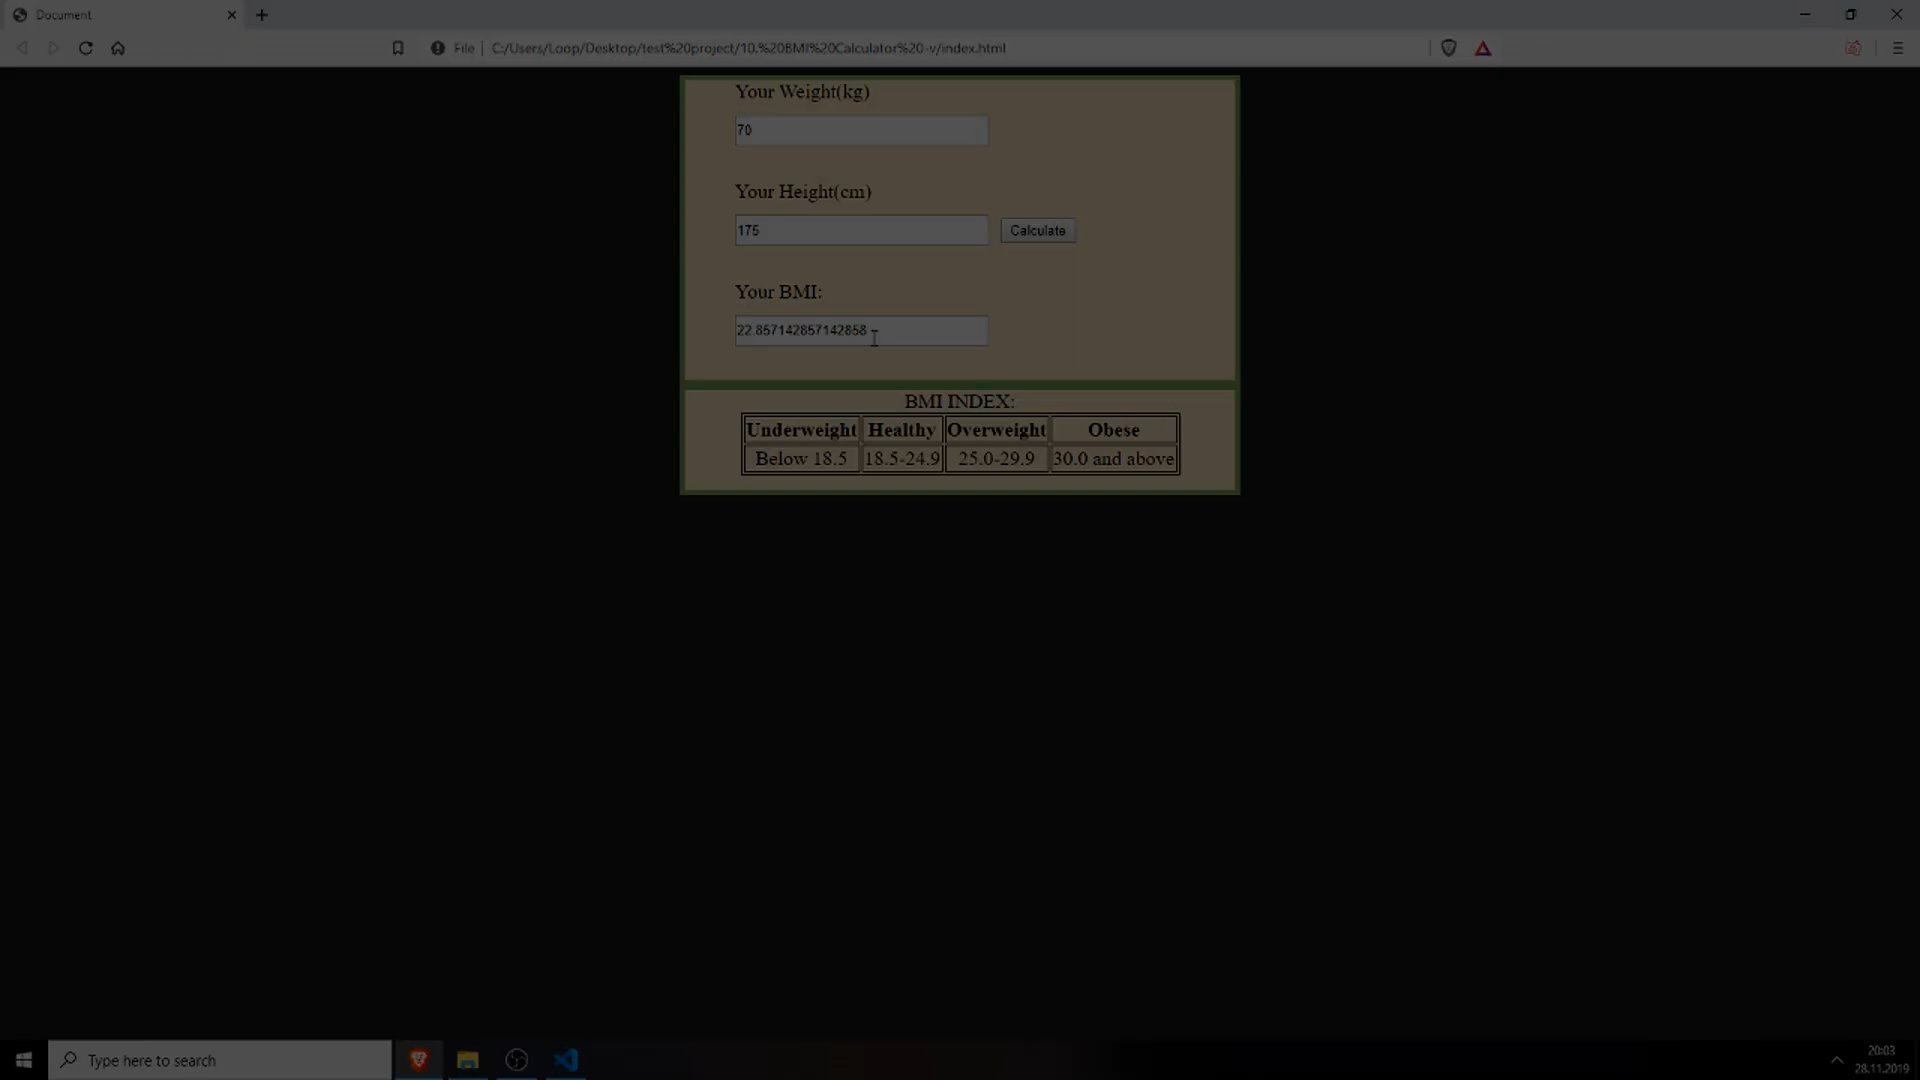 Document
File
C:/Users/Loop/Desktop/test%20project/10.%20BMI%20Calculator%20-v/index.html
Your Weight(kg)
70
Your Height(cm)
175
Calculate
Your BMI:
22.857142857142858
BMI INDEX:
Underweight Healthy Overweight Obese
Below 18.5 18.5-24.9 25.0-29.9 30.0 and above
Type here to search
20:03
28.11.2019